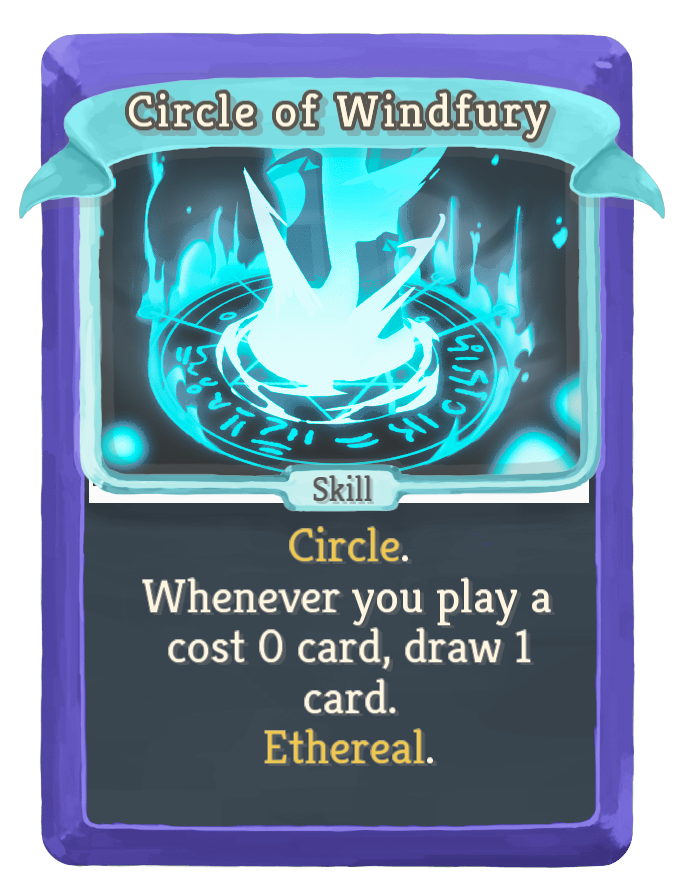 Circle of Windfury
Skill
Circle.
Whenever you play a
cost 0 card, draw 1
card.
Ethereal.